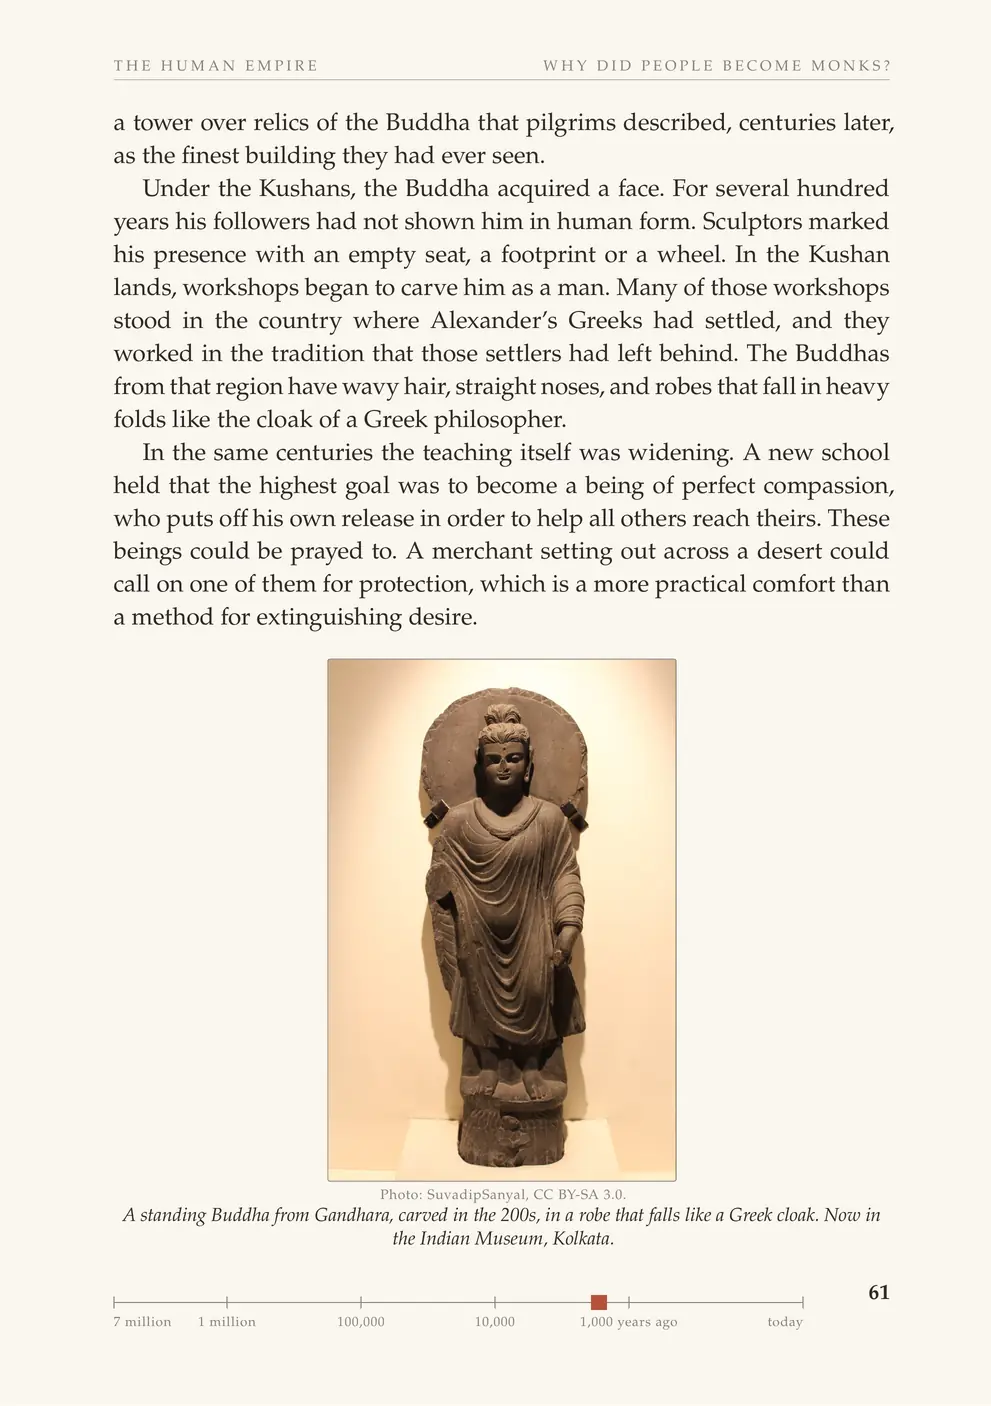 THE HUMAN EMPIRE
WHY DID PEOPLE BECOME MONKS?
a tower over relics of the Buddha that pilgrims described, centuries later,
as the finest building they had ever seen.
Under the Kushans, the Buddha acquired a face. For several hundred
years his followers had not shown him in human form. Sculptors marked
his presence with an empty seat, a footprint or a wheel. In the Kushan
lands, workshops began to carve him as a man. Many of those workshops
stood in the country where Alexander’s Greeks had settled, and they
worked in the tradition that those settlers had left behind. The Buddhas
from that region have wavy hair, straight noses, and robes that fall in heavy
folds like the cloak of a Greek philosopher.
In the same centuries the teaching itself was widening. A new school
held that the highest goal was to become a being of perfect compassion,
who puts off his own release in order to help all others reach theirs. These
beings could be prayed to. A merchant setting out across a desert could
call on one of them for protection, which is a more practical comfort than
a method for extinguishing desire.
Photo: SuvadipSanyal, CC BY-SA 3.0.
A standing Buddha from Gandhara, carved in the 200s, in a robe that falls like a Greek cloak. Now in
the Indian Museum, Kolkata.
61
7 million
1 million
100,000
10,000
1,000 years ago
today